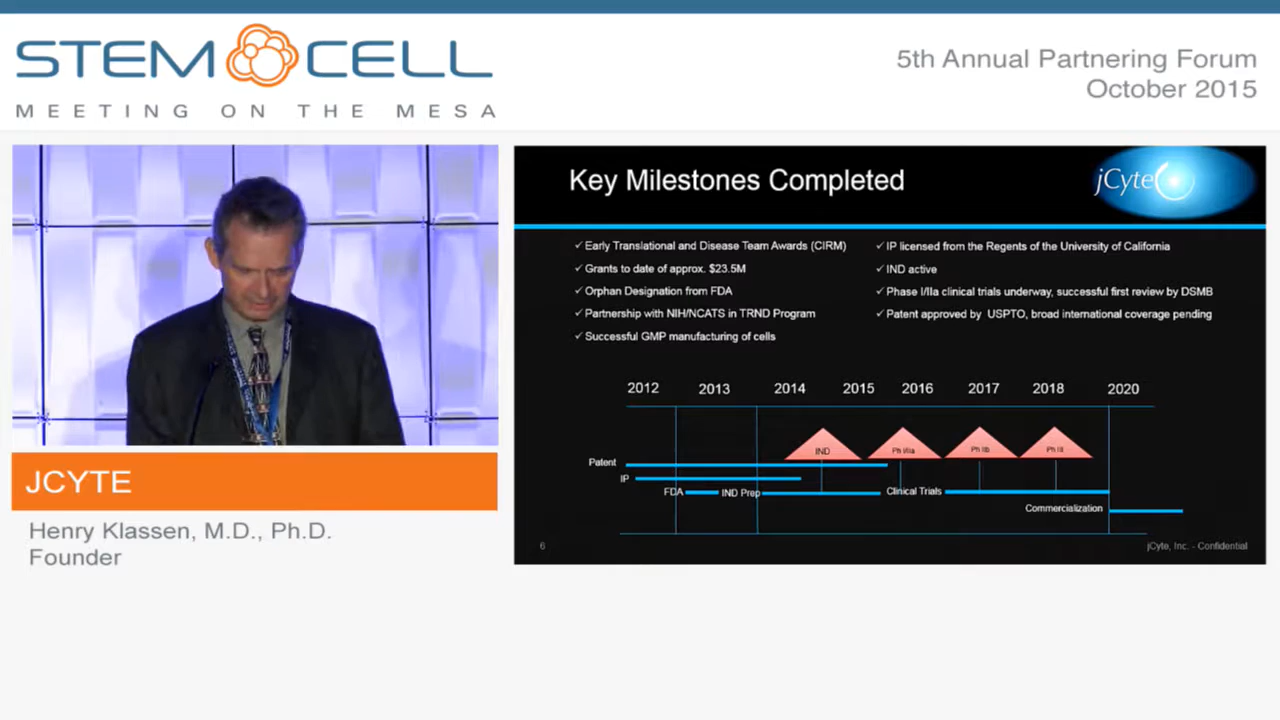 STEM CELL
MEETING ON THE MESA
5th Annual Partnering Forum
October 2015
JCYTE
Henry Klassen, M.D., Ph.D.
Founder
Key Milestones Completed
jCyte
✓ Early Translational and Disease Team Awards (CIRM)
✓ Grants to date of approx. $23.5M
✓ Orphan Designation from FDA
✓ Partnership with NIH/NCATS in TRND Program
✓ Successful GMP manufacturing of cells
✓ IP licensed from the Regents of the University of California
✓ IND active
✓ Phase I/IIa clinical trials underway, successful first review by DSMB
✓ Patent approved by USPTO, broad international coverage pending
2012 2013 2014 2015 2016 2017 2018 2020
IND Ph I/IIa Ph IIb Ph III
Patent
IP
FDA IND Prep Clinical Trials
Commercialization
6
jCyte, Inc. - Confidential